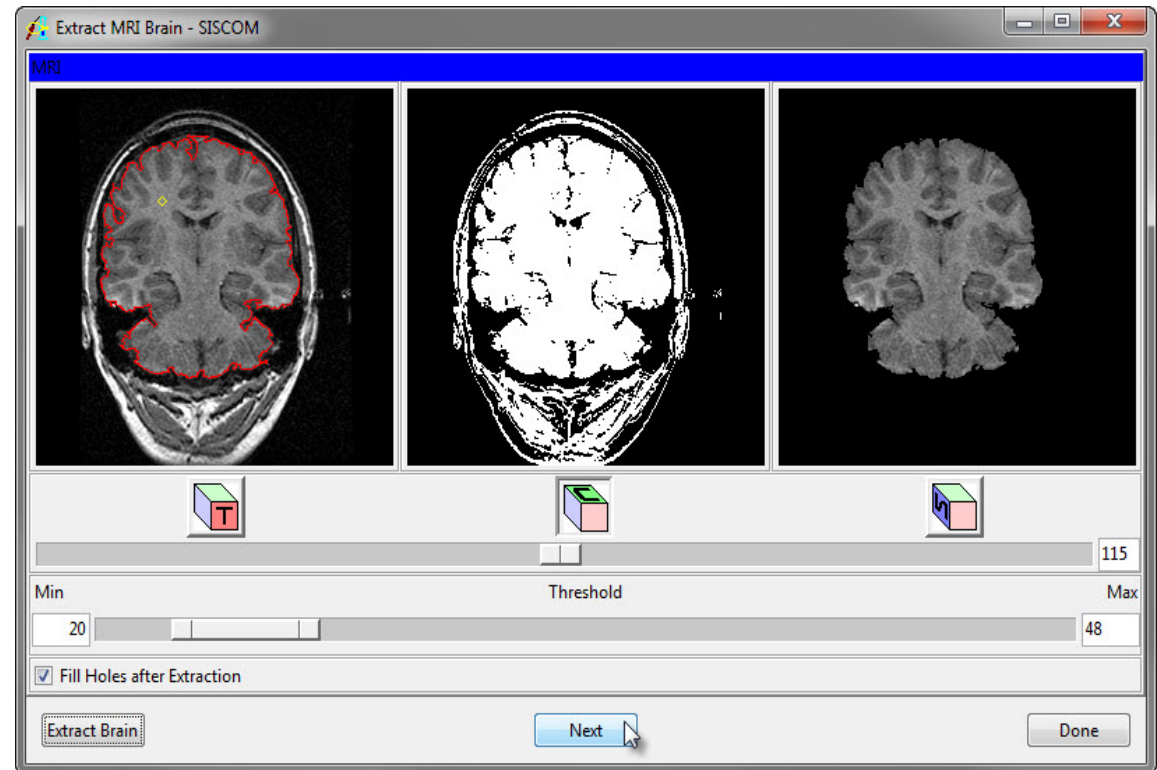 Extract MRI Brain - SISCOM
MRI
T
C
S
115
Min Threshold Max
20 48
Fill Holes after Extraction
Extract Brain Next Done